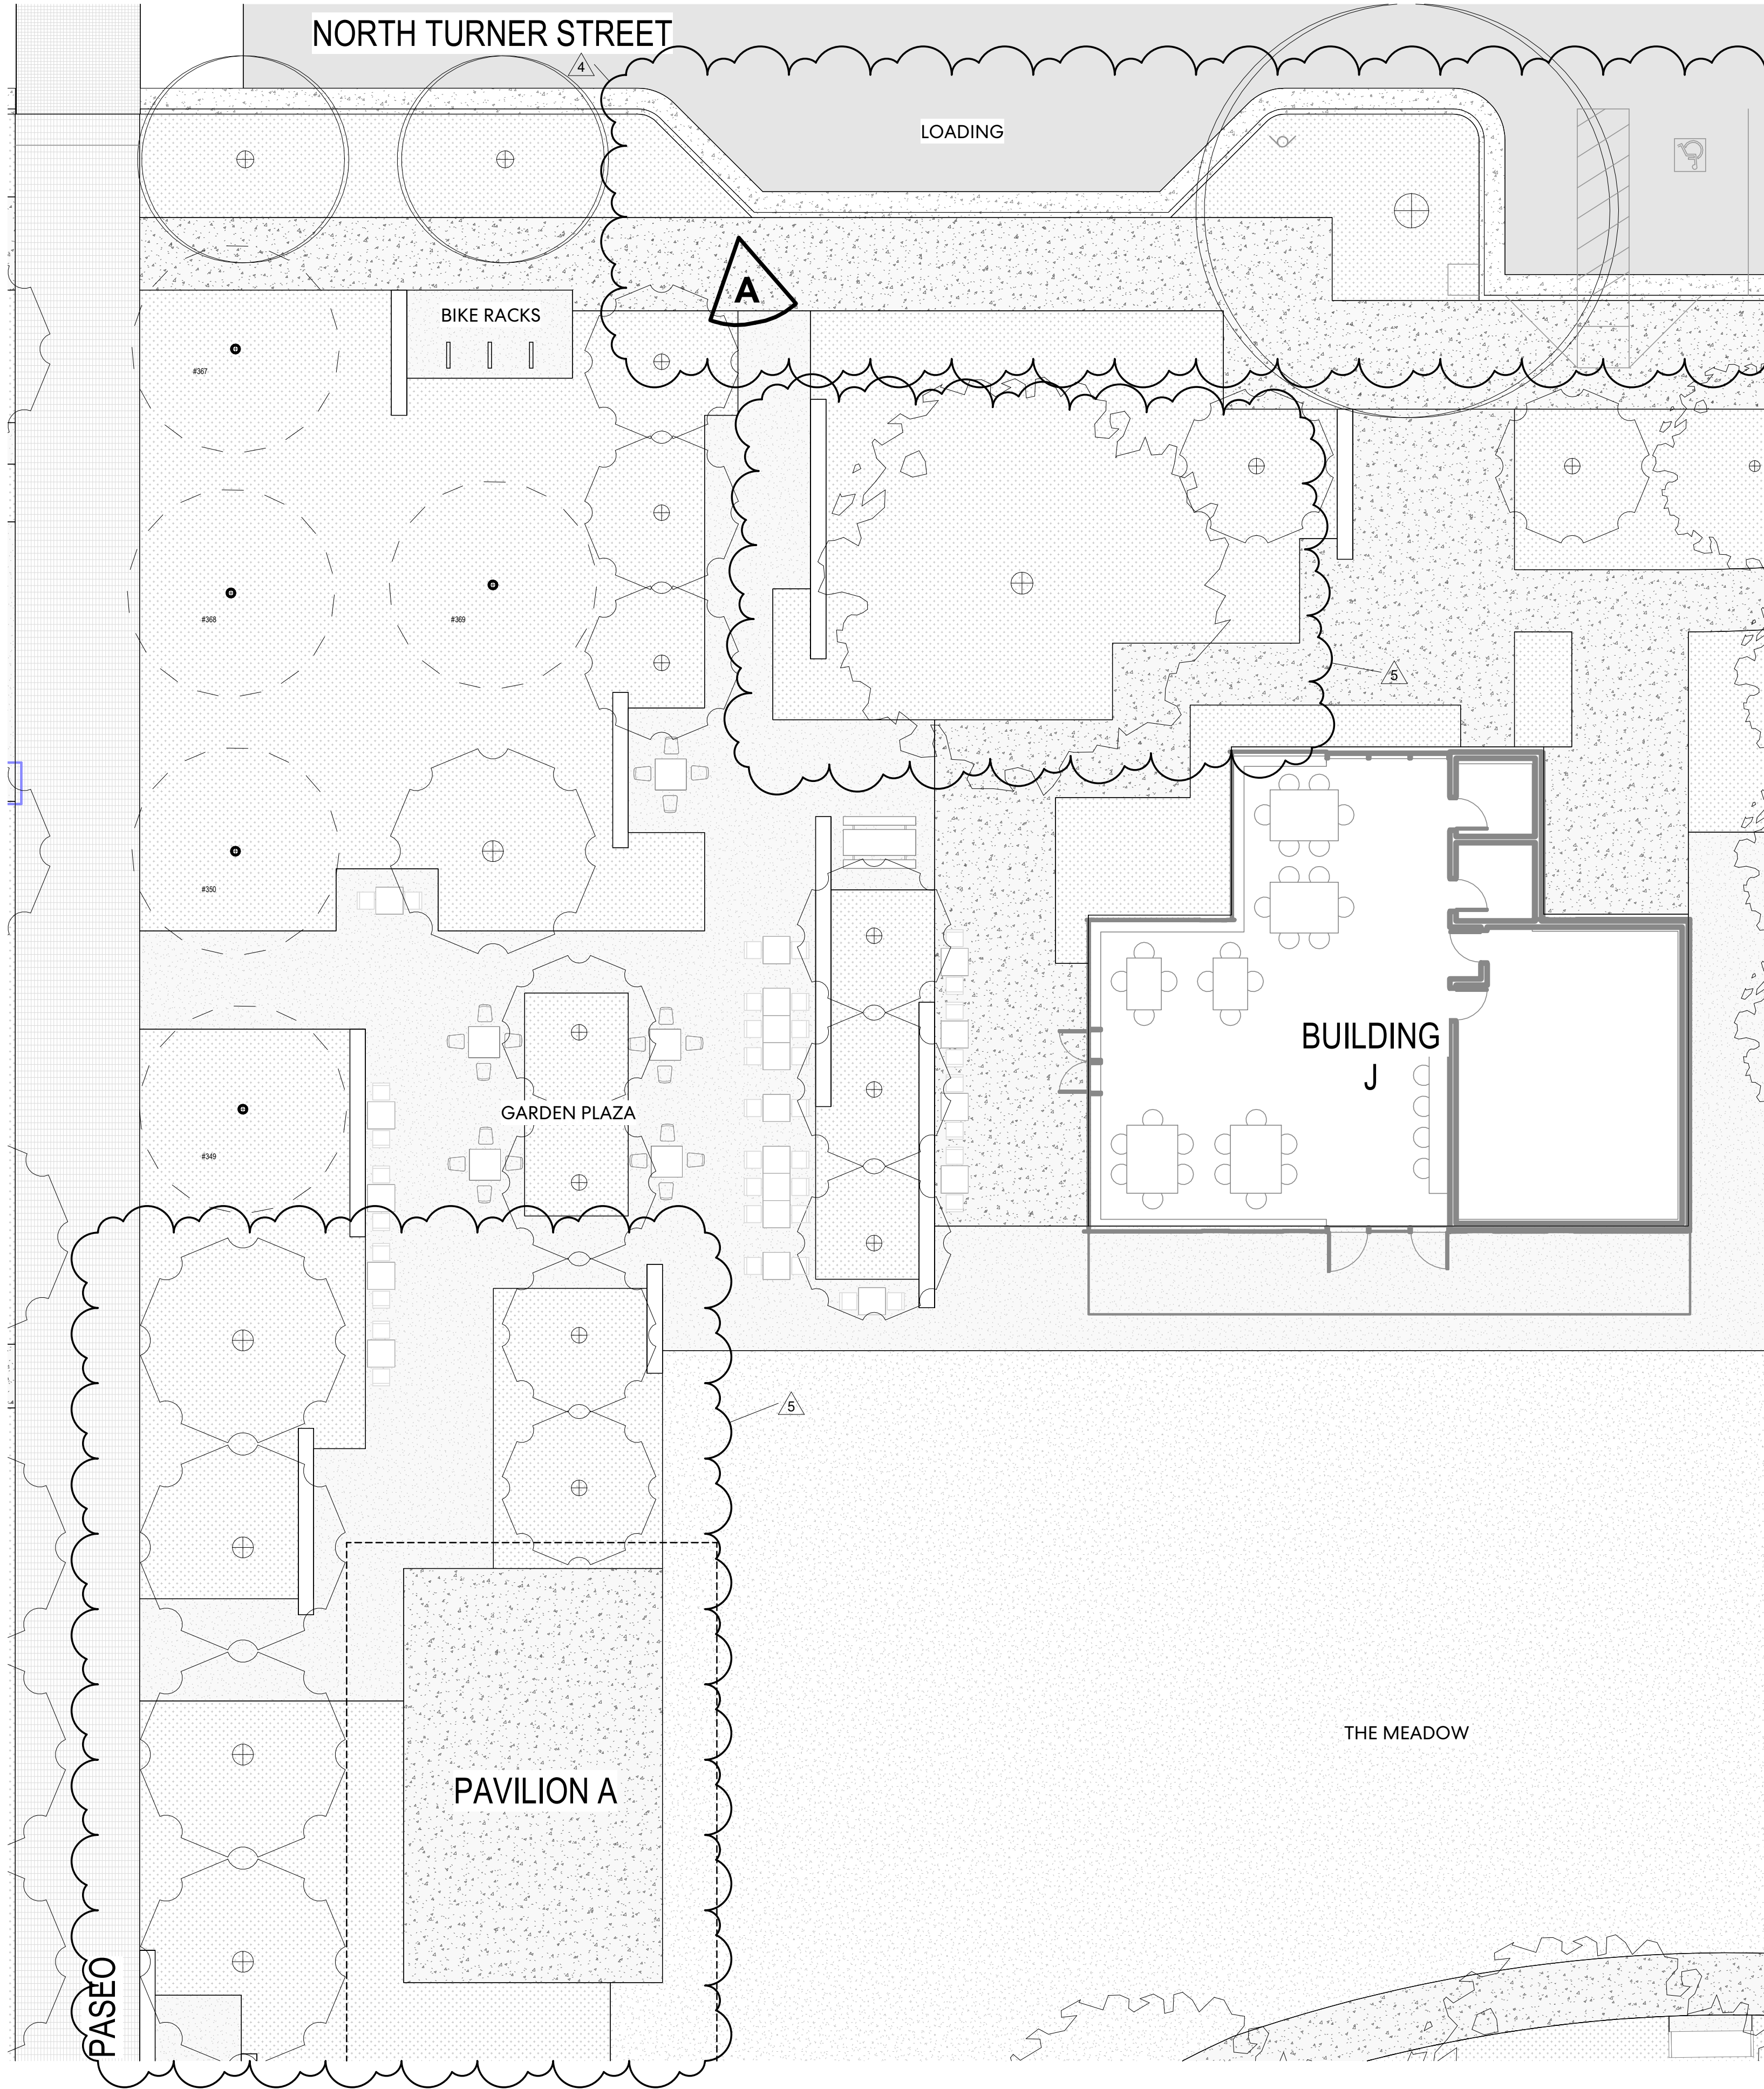 NORTH TURNER STREET
4
LOADING
A
BIKE RACKS
#367
#368
#369
5
#350
BUILDING
J
GARDEN PLAZA
#349
5
THE MEADOW
PAVILION A
PASEO